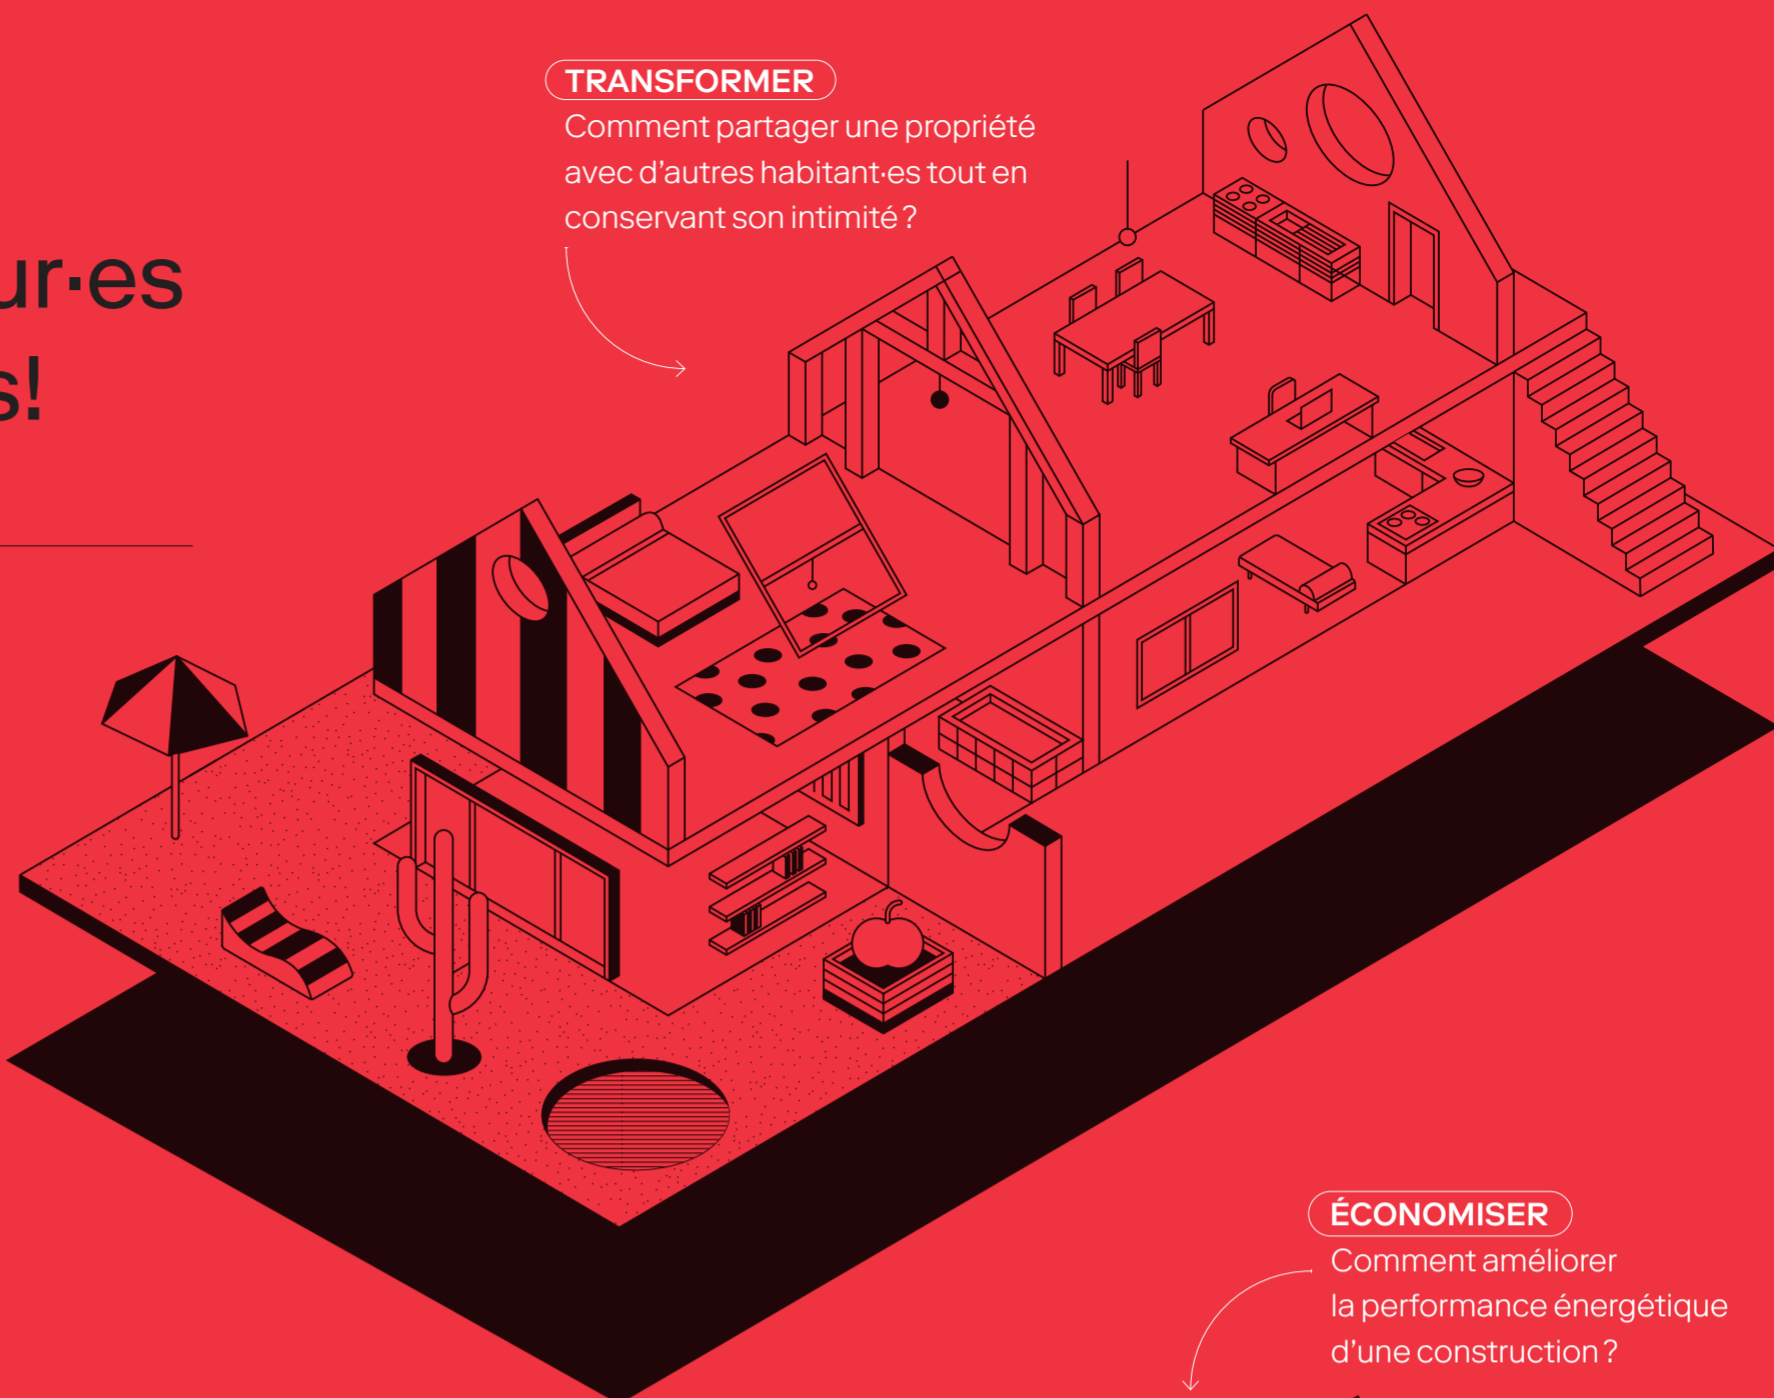 TRANSFORMER
Comment partager une propriété
avec d’autres habitant·es tout en
conservant son intimité ?
ur·es
s!
ÉCONOMISER
Comment améliorer
la performance énergétique
d’une construction ?